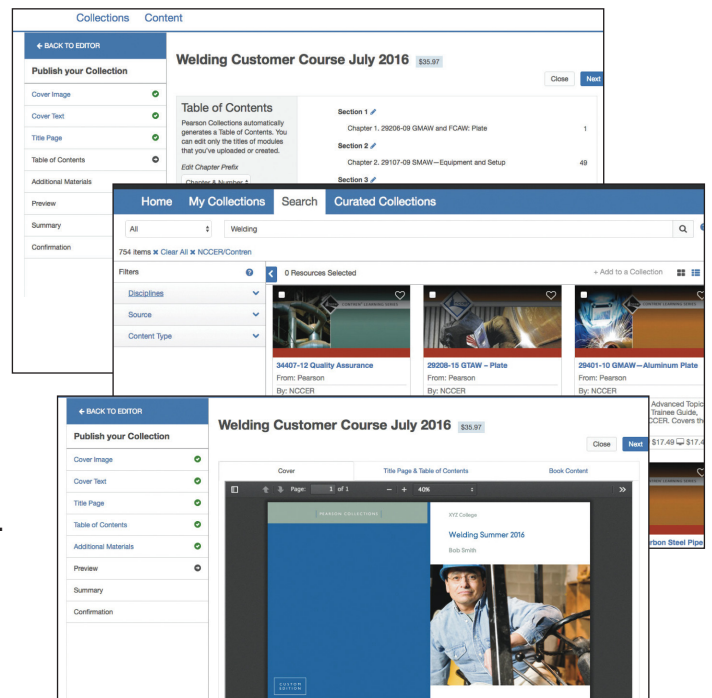 Collections Content
← BACK TO EDITOR
Publish your Collection
Cover Image
Cover Text
Title Page
Table of Contents
Additional Materials
Preview
Summary
Confirmation
Welding Customer Course July 2016 $35.97
Close Next
Table of Contents
Pearson Collections automatically
generates a Table of Contents. You
can edit only the titles of modules
that you've uploaded or created.
Edit Chapter Prefix
Chapter & Number
Section 1
Chapter 1. 29206-09 GMAW and FCAW: Plate 1
Section 2
Chapter 2. 29107-09 SMAW—Equipment and Setup 49
Section 3
Home My Collections Search Curated Collections
All Welding
754 items × Clear All × NCCER/Contren
Filters
Disciplines
Source
Content Type
0 Resources Selected + Add to a Collection
CONTREN LEARNING SERIES
34407-12 Quality Assurance
From: Pearson
By: NCCER
29208-15 GTAW – Plate
From: Pearson
By: NCCER
CONTREN LEARNING SERIES
29401-10 GMAW—Aluminum Plate
From: Pearson
By: NCCER
Advanced Topic
Trainee Guide,
CCER. Covers th
$17.49 $17.4
rbon Steel Pipe
← BACK TO EDITOR
Publish your Collection
Cover Image
Cover Text
Title Page
Table of Contents
Additional Materials
Preview
Summary
Confirmation
Welding Customer Course July 2016 $35.97
Close Next
Cover Title Page & Table of Contents Book Content
Page: 1 of 1 − + 40%
[ PEARSON COLLECTIONS ]
XYZ College
Welding Summer 2016
Bob Smith
CUSTOM
EDITION